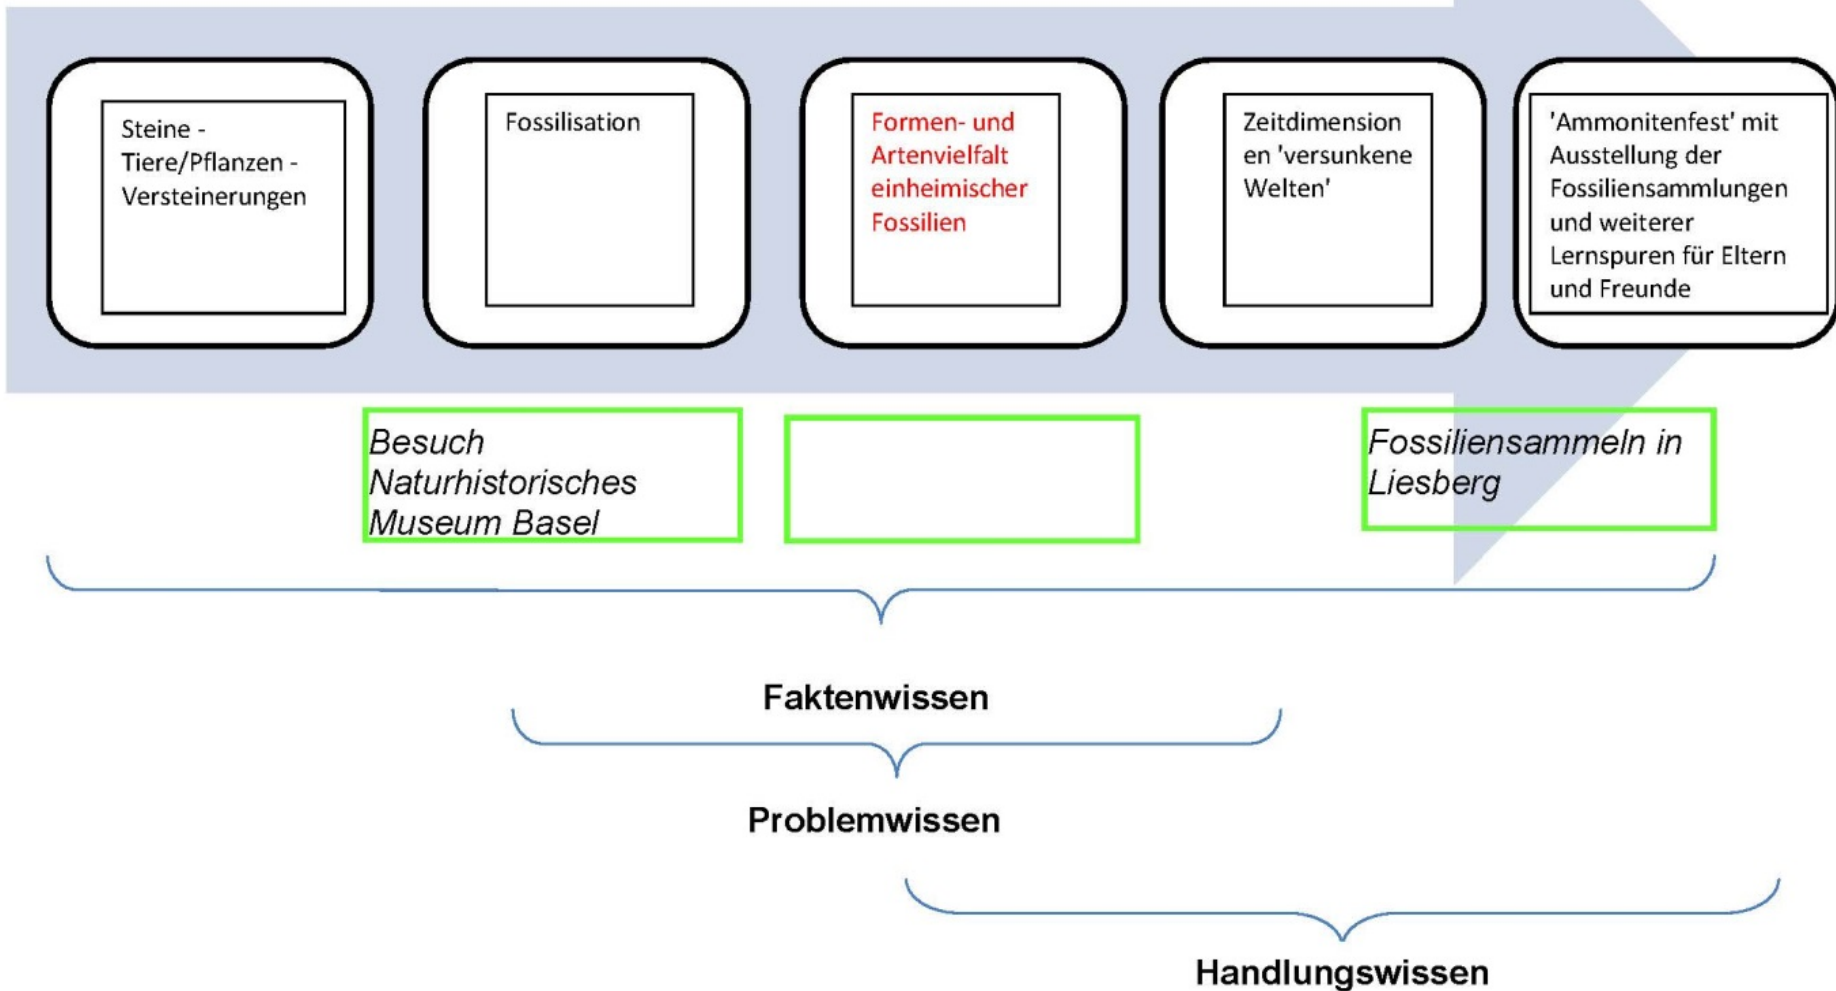 Steine -
Tiere/Pflanzen -
Versteinerungen
Fossilisation
Formen- und
Artenvielfalt
einheimischer
Fossilien
Zeitdimension
en 'versunkene
Welten'
'Ammonitenfest' mit
Ausstellung der
Fossiliensammlungen
und weiterer
Lernspuren für Eltern
und Freunde
Besuch
Naturhistorisches
Museum Basel
Fossiliensammeln in
Liesberg
Faktenwissen
Problemwissen
Handlungswissen